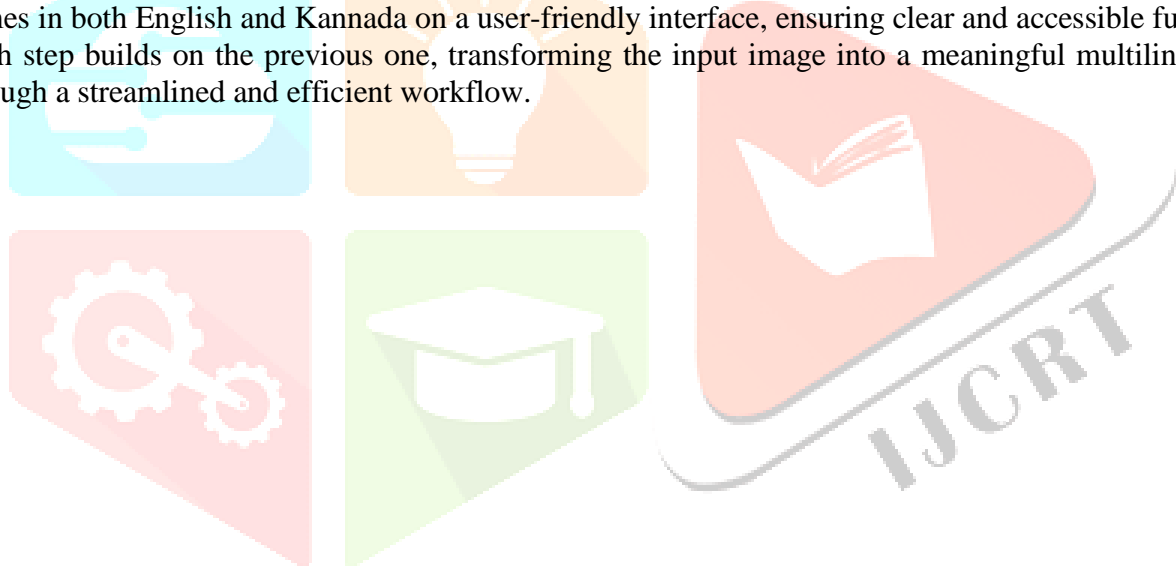 nes in both English and Kannada on a user-friendly interface, ensuring clear and accessible fu
h step builds on the previous one, transforming the input image into a meaningful multilin
ugh a streamlined and efficient workflow.
IJCRT